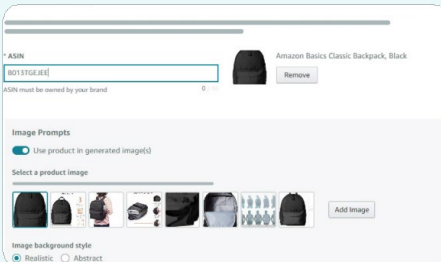 * ASIN
Amazon Basics Classic Backpack, Black
B013TGEJEE
Remove
ASIN must be owned by your brand
0
Image Prompts
Use product in generated image(s)
Select a product image
Add Image
Image background style
Realistic
Abstract